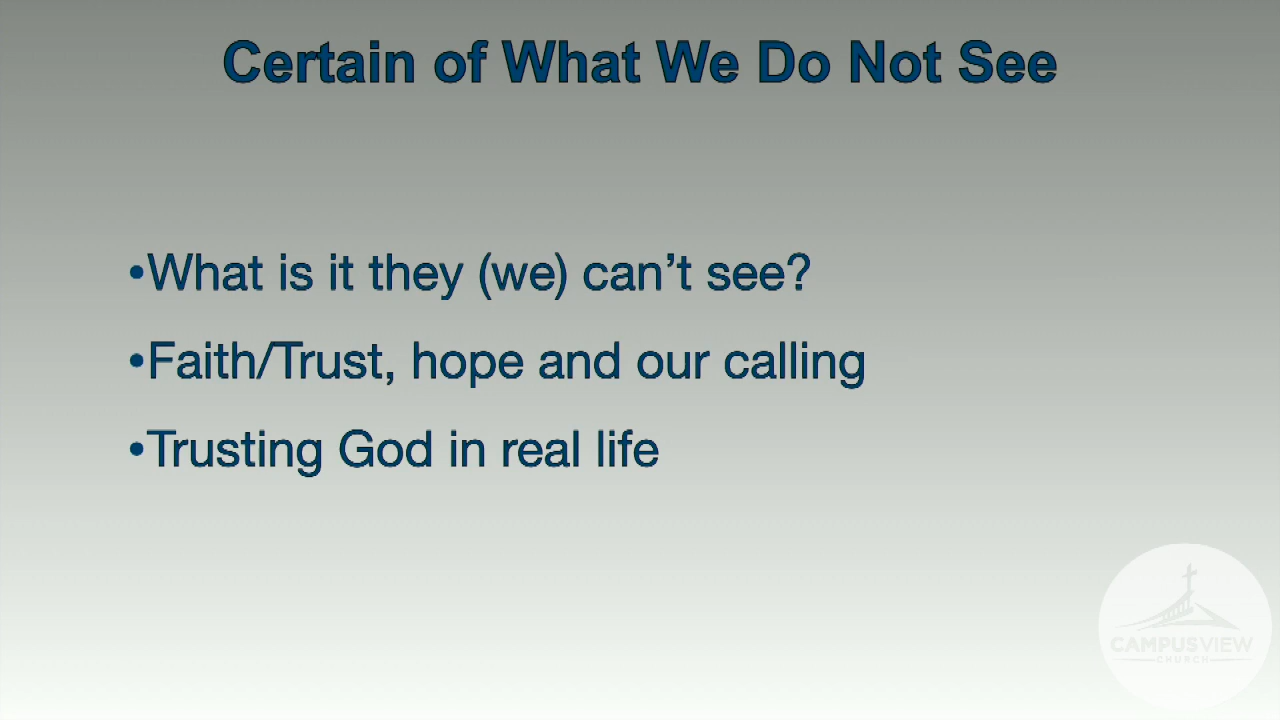 Certain of What We Do Not See
•What is it they (we) can’t see?
•Faith/Trust, hope and our calling
•Trusting God in real life
CAMPUSVIEW
CHURCH